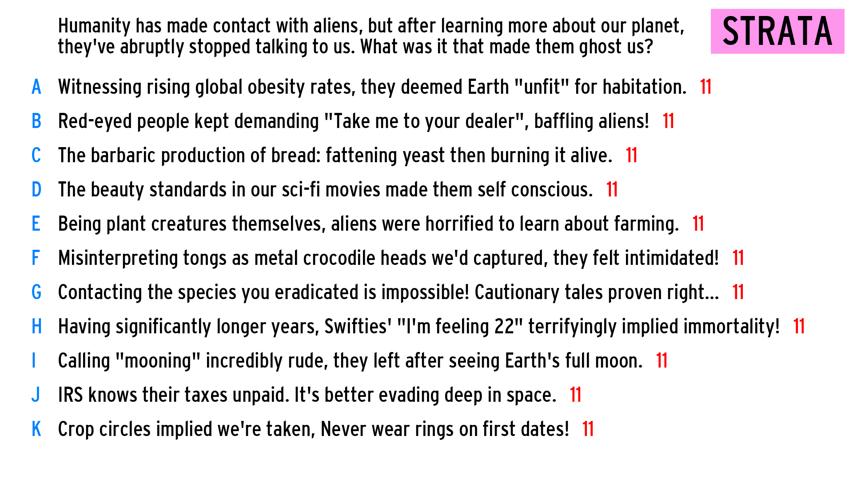 Humanity has made contact with aliens, but after learning more about our planet,
they've abruptly stopped talking to us. What was it that made them ghost us?
STRATA
A Witnessing rising global obesity rates, they deemed Earth "unfit" for habitation. 11
B Red-eyed people kept demanding "Take me to your dealer", baffling aliens! 11
C The barbaric production of bread: fattening yeast then burning it alive. 11
D The beauty standards in our sci-fi movies made them self conscious. 11
E Being plant creatures themselves, aliens were horrified to learn about farming. 11
F Misinterpreting tongs as metal crocodile heads we'd captured, they felt intimidated! 11
G Contacting the species you eradicated is impossible! Cautionary tales proven right... 11
H Having significantly longer years, Swifties' "I'm feeling 22" terrifyingly implied immortality! 11
I Calling "mooning" incredibly rude, they left after seeing Earth's full moon. 11
J IRS knows their taxes unpaid. It's better evading deep in space. 11
K Crop circles implied we're taken, Never wear rings on first dates! 11